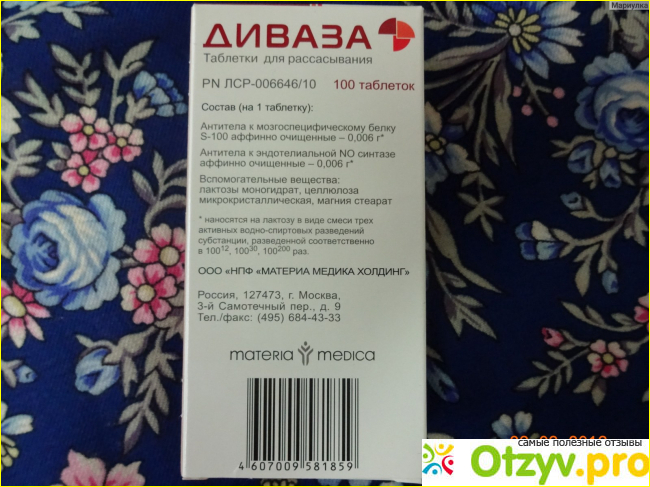 Мариулка
ДИВАЗА
Таблетки для рассасывания
PN ЛСР-006646/10 100 таблеток
Состав (на 1 таблетку):
Антитела к мозгоспецифическому белку
S-100 аффинно очищенные – 0,006 г*
Антитела к эндотелиальной NO синтазе
аффинно очищенные – 0,006 г*
Вспомогательные вещества:
лактозы моногидрат, целлюлоза
микрокристаллическая, магния стеарат
* наносятся на лактозу в виде смеси трех
активных водно-спиртовых разведений
субстанции, разведенной соответственно
в 100¹², 100³⁰, 100²⁰⁰ раз.
ООО «НПФ «МАТЕРИА МЕДИКА ХОЛДИНГ»
Россия, 127473, г. Москва,
3-й Самотечный пер., д. 9
Тел./факс: (495) 684-43-33
materia medica
4 607009 581859
самые полезные отзывы
Otzyv.pro